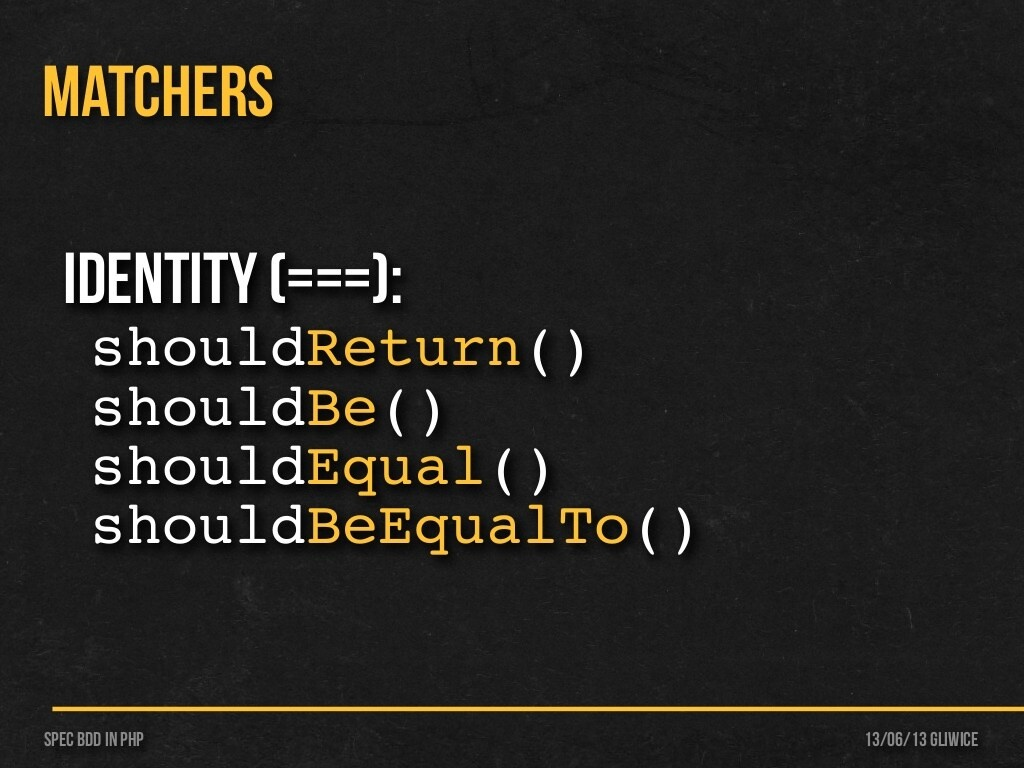 MATCHERS
IDENTITY (===):
shouldReturn()
shouldBe()
shouldEqual()
shouldBeEqualTo()
SPEC BDD IN PHP
13/06/13 GLIWICE